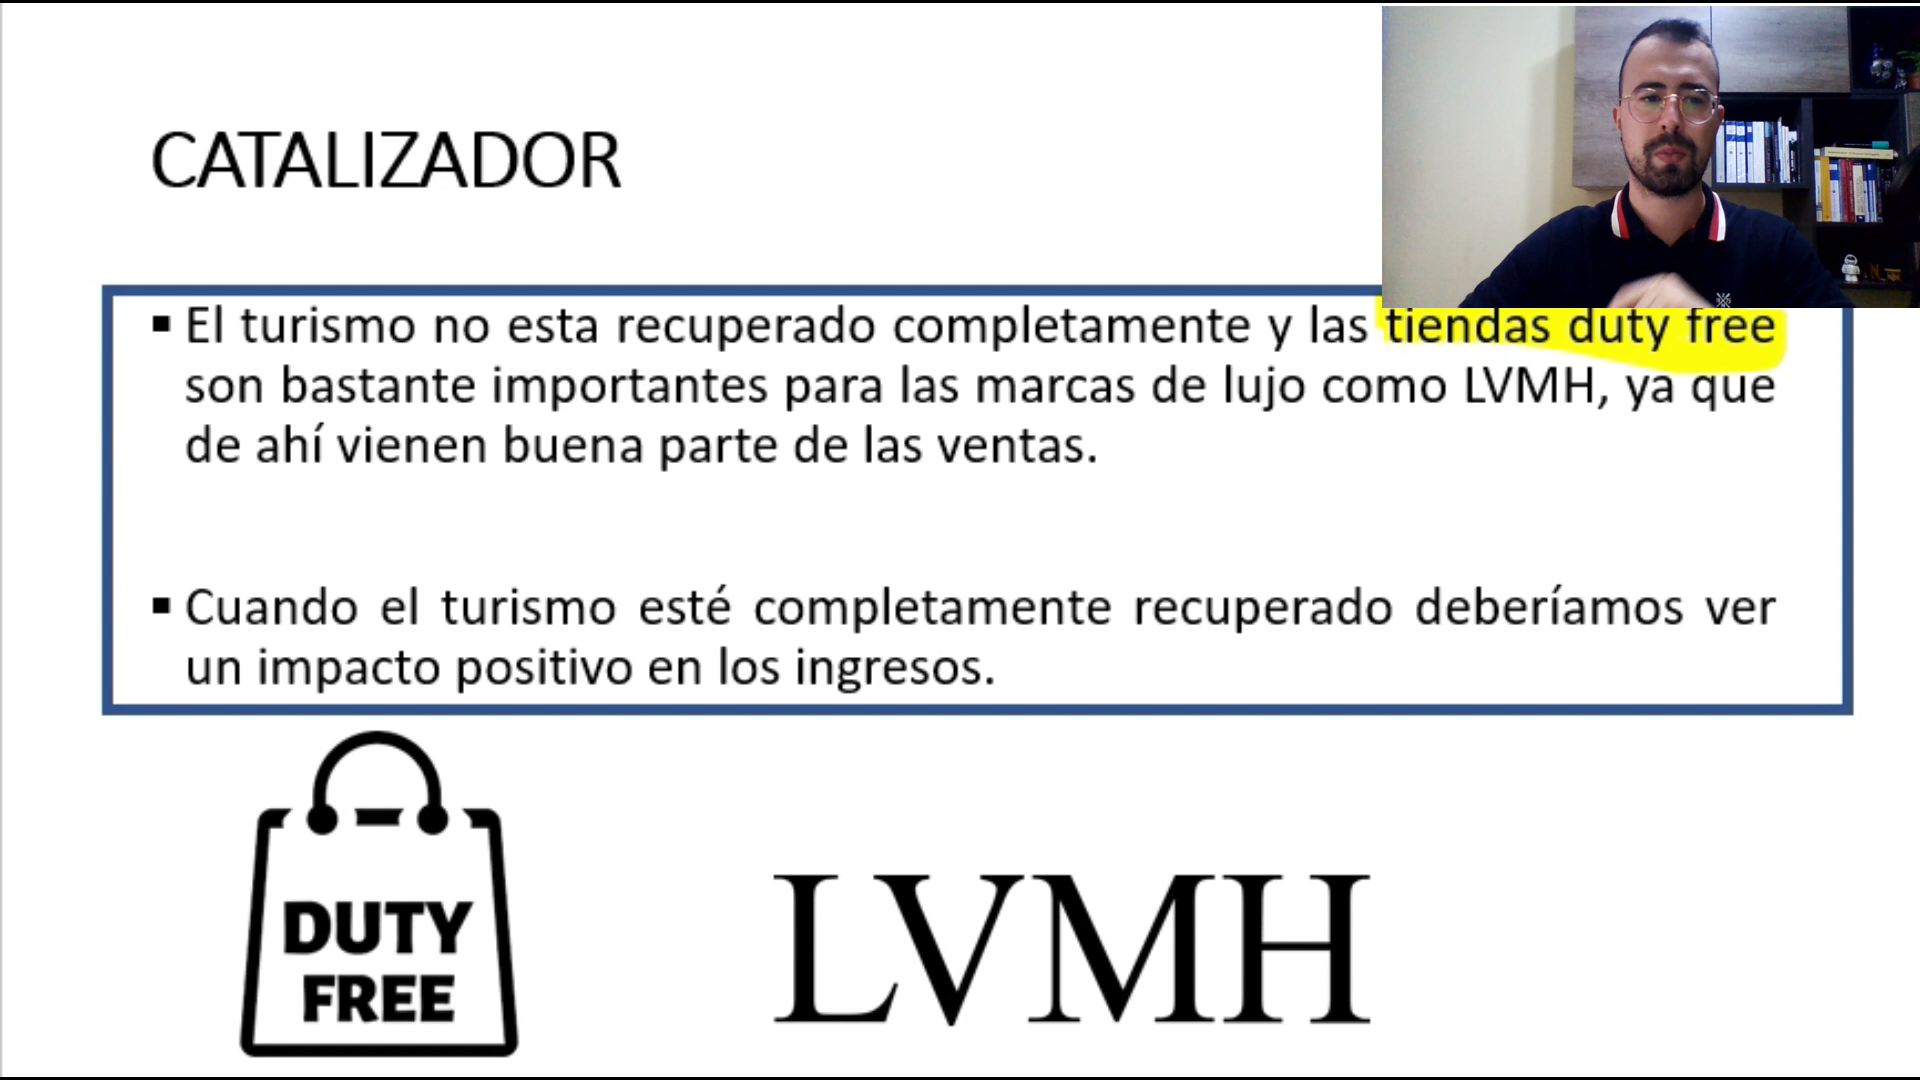 CATALIZADOR
▪ El turismo no esta recuperado completamente y las tiendas duty free
son bastante importantes para las marcas de lujo como LVMH, ya que
de ahí vienen buena parte de las ventas.
▪ Cuando el turismo esté completamente recuperado deberíamos ver
un impacto positivo en los ingresos.
DUTY
FREE
LVMH